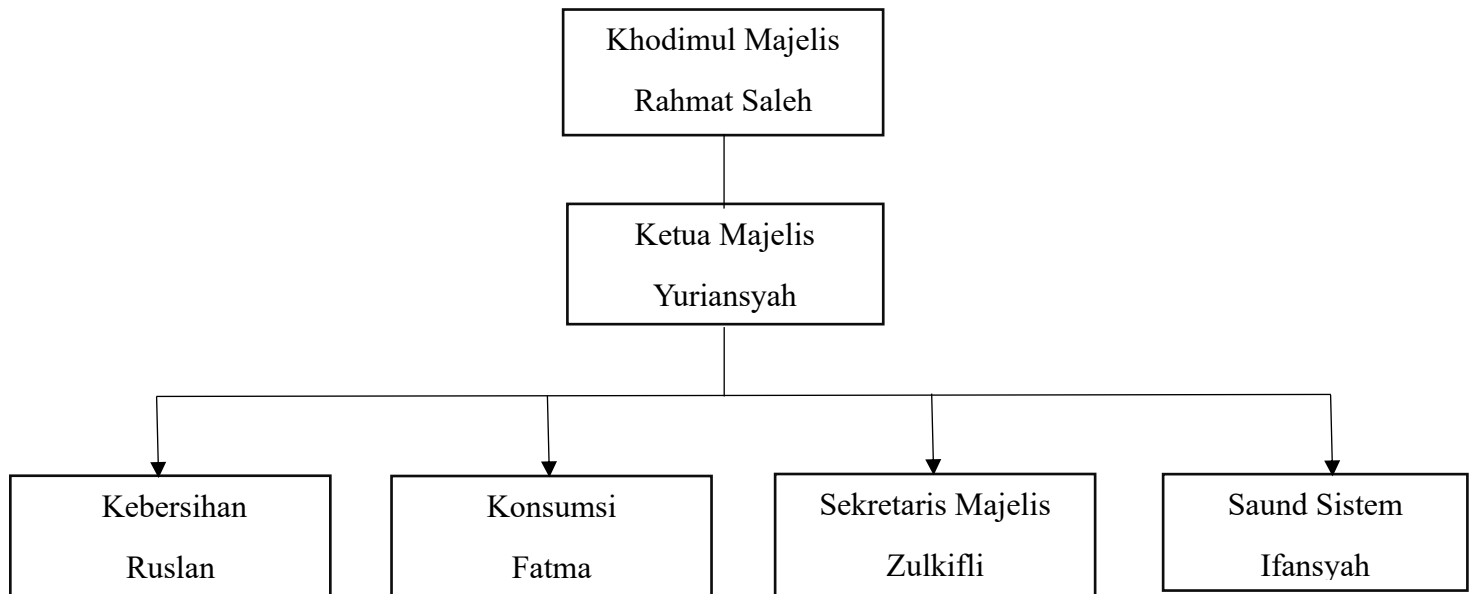 Khodimul Majelis
Rahmat Saleh
Ketua Majelis
Yuriansyah
Kebersihan
Ruslan
Konsumsi
Fatma
Sekretaris Majelis
Zulkifli
Saund Sistem
Ifansyah